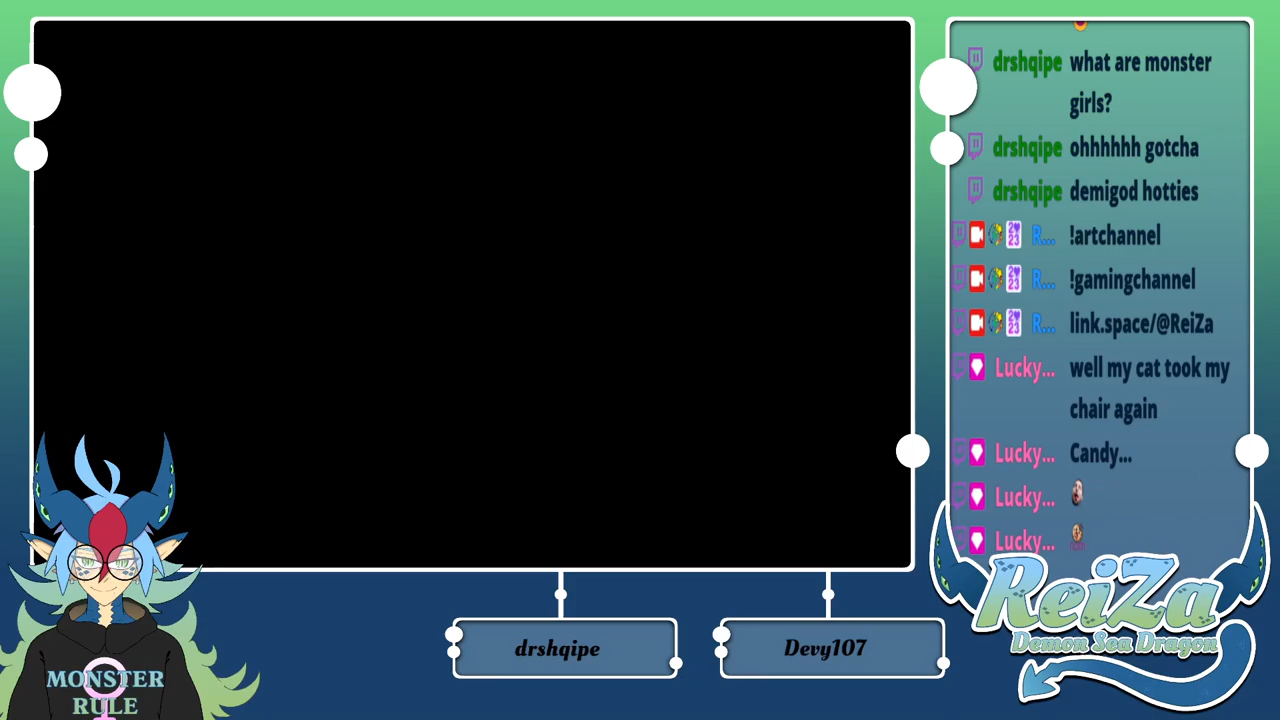 drshqipe what are monster
girls?
drshqipe ohhhhhh gotcha
drshqipe demigod hotties
R... !artchannel
R... !gamingchannel
R... link.space/@ReiZa
Lucky... well my cat took my
chair again
Lucky... Candy...
Lucky...
Lucky...
ReiZa
Demon Sea Dragon
drshqipe
Devy107
MONSTER
RULE